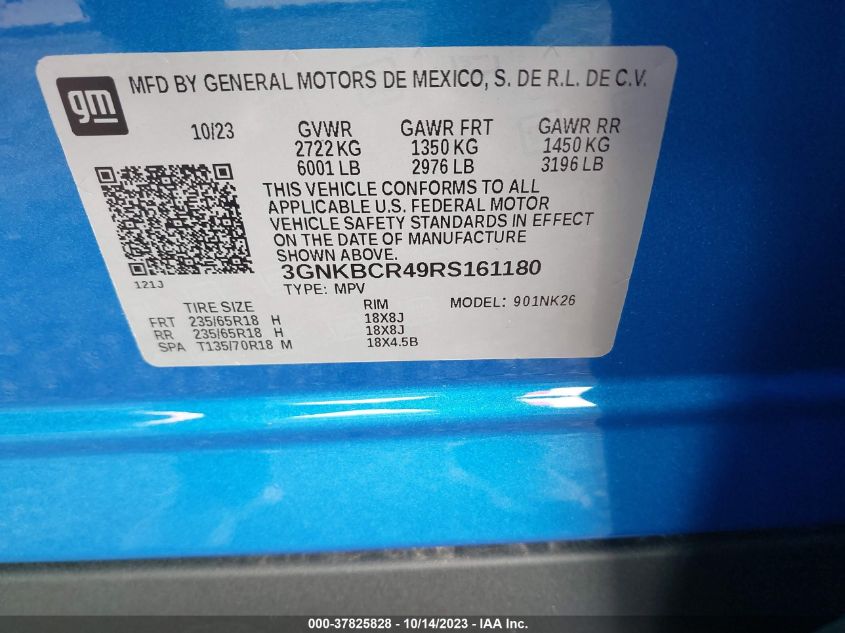 gm
MFD BY GENERAL MOTORS DE MEXICO, S. DE R.L. DE C.V.
10/23 GVWR GAWR FRT GAWR RR
2722 KG 1350 KG 1450 KG
6001 LB 2976 LB 3196 LB
THIS VEHICLE CONFORMS TO ALL
APPLICABLE U.S. FEDERAL MOTOR
VEHICLE SAFETY STANDARDS IN EFFECT
ON THE DATE OF MANUFACTURE
SHOWN ABOVE.
3GNKBCR49RS161180
121J
TYPE: MPV MODEL: 901NK26
TIRE SIZE RIM
FRT 235/65R18 H 18X8J
RR 235/65R18 H 18X8J
SPA T135/70R18 M 18X4.5B
000-37825828 - 10/14/2023 - IAA Inc.